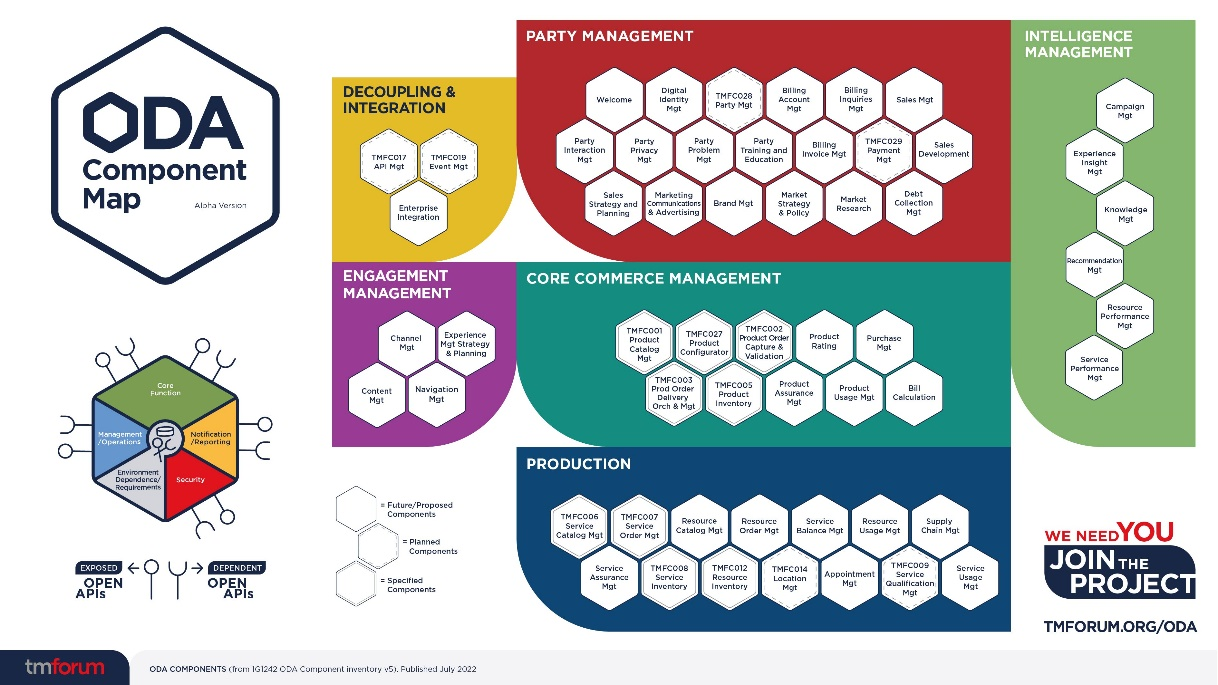 ODA
Component
Map
Alpha Version
DECOUPLING &
INTEGRATION
TMFC017
API Mgt
TMFC019
Event Mgt
Enterprise
Integration
PARTY MANAGEMENT
Welcome
Digital
Identity
Mgt
TMFC028
Party Mgt
Billing
Account
Mgt
Billing
Inquiries
Mgt
Sales Mgt
Party
Interaction
Mgt
Party
Privacy
Mgt
Party
Problem
Mgt
Party
Training and
Education
Billing
Invoice Mgt
TMFC029
Payment
Mgt
Sales
Development
Sales
Strategy and
Planning
Marketing
Communications
& Advertising
Brand Mgt
Market
Strategy
& Policy
Market
Research
Debt
Collection
Mgt
INTELLIGENCE
MANAGEMENT
Campaign
Mgt
Experience
Insight
Mgt
Knowledge
Mgt
Recommendation
Mgt
Resource
Performance
Mgt
Service
Performance
Mgt
ENGAGEMENT
MANAGEMENT
Channel
Mgt
Experience
Mgt Strategy
& Planning
Content
Mgt
Navigation
Mgt
CORE COMMERCE MANAGEMENT
TMFC001
Product
Catalog
Mgt
TMFC027
Product
Configurator
TMFC002
Product Order
Capture &
Validation
Product
Rating
Purchase
Mgt
TMFC003
Prod Order
Delivery
Orch & Mgt
TMFC005
Product
Inventory
Product
Assurance
Mgt
Product
Usage Mgt
Bill
Calculation
PRODUCTION
TMFC006
Service
Catalog Mgt
TMFC007
Service
Order Mgt
Resource
Catalog Mgt
Resource
Order Mgt
Service
Balance Mgt
Resource
Usage Mgt
Supply
Chain Mgt
Service
Assurance
Mgt
TMFC008
Service
Inventory
TMFC012
Resource
Inventory
TMFC014
Location
Mgt
Appointment
Mgt
TMFC009
Service
Qualification
Mgt
Service
Usage
Mgt
Core
Function
Management
/Operations
Notification
/Reporting
Environment
Dependence/
Requirements
Security
EXPOSED
OPEN
APIs
DEPENDENT
OPEN
APIs
= Future/Proposed
Components
= Planned
Components
= Specified
Components
WE NEED YOU
JOIN THE
PROJECT
TMFORUM.ORG/ODA
tmforum
ODA COMPONENTS (from IG1242 ODA Component inventory v5). Published July 2022